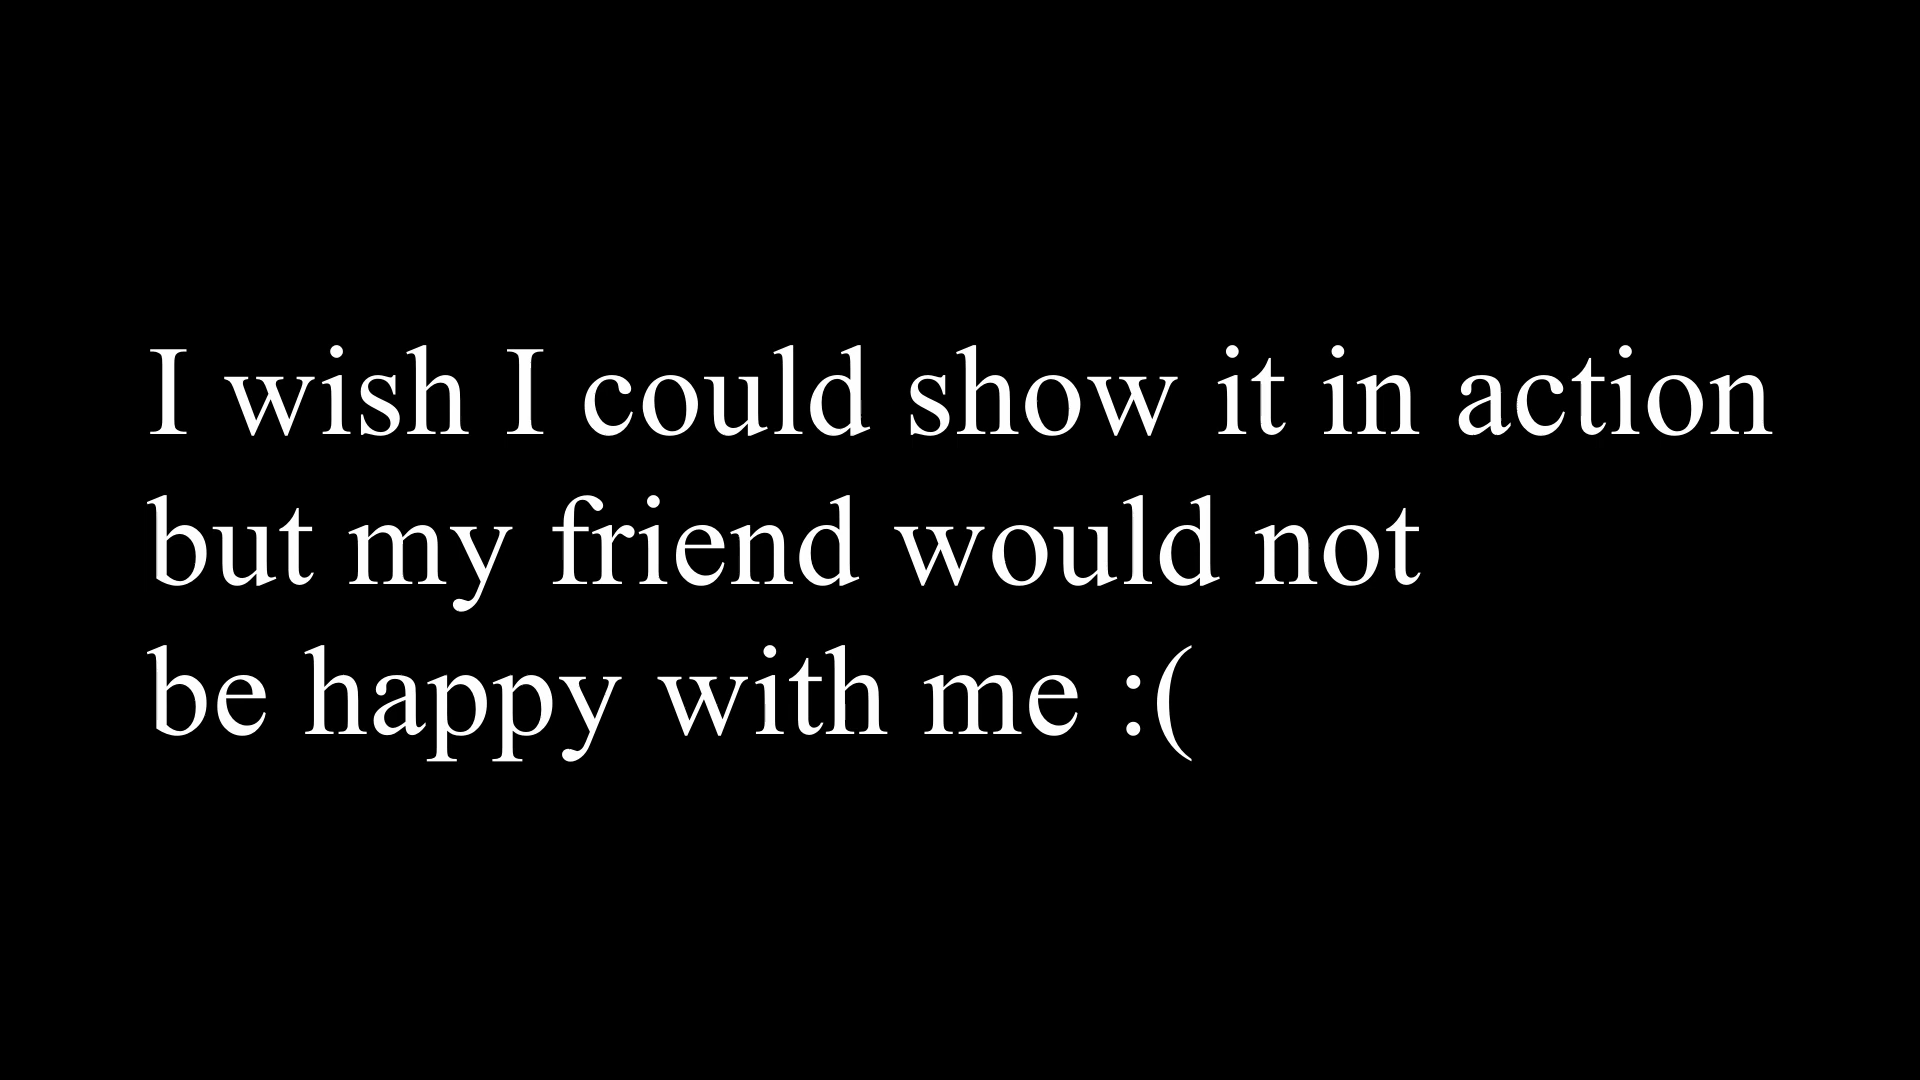 I wish I could show it in action
but my friend would not
be happy with me :(